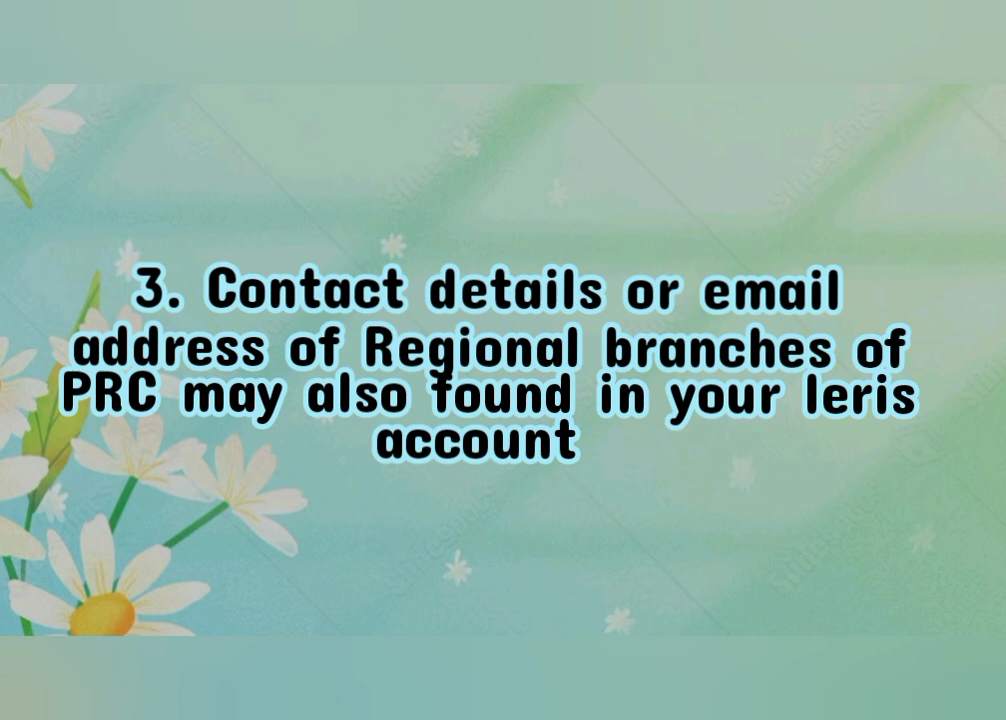 3. Contact details or email
address of Regional branches of
PRC may also found in your leris
account